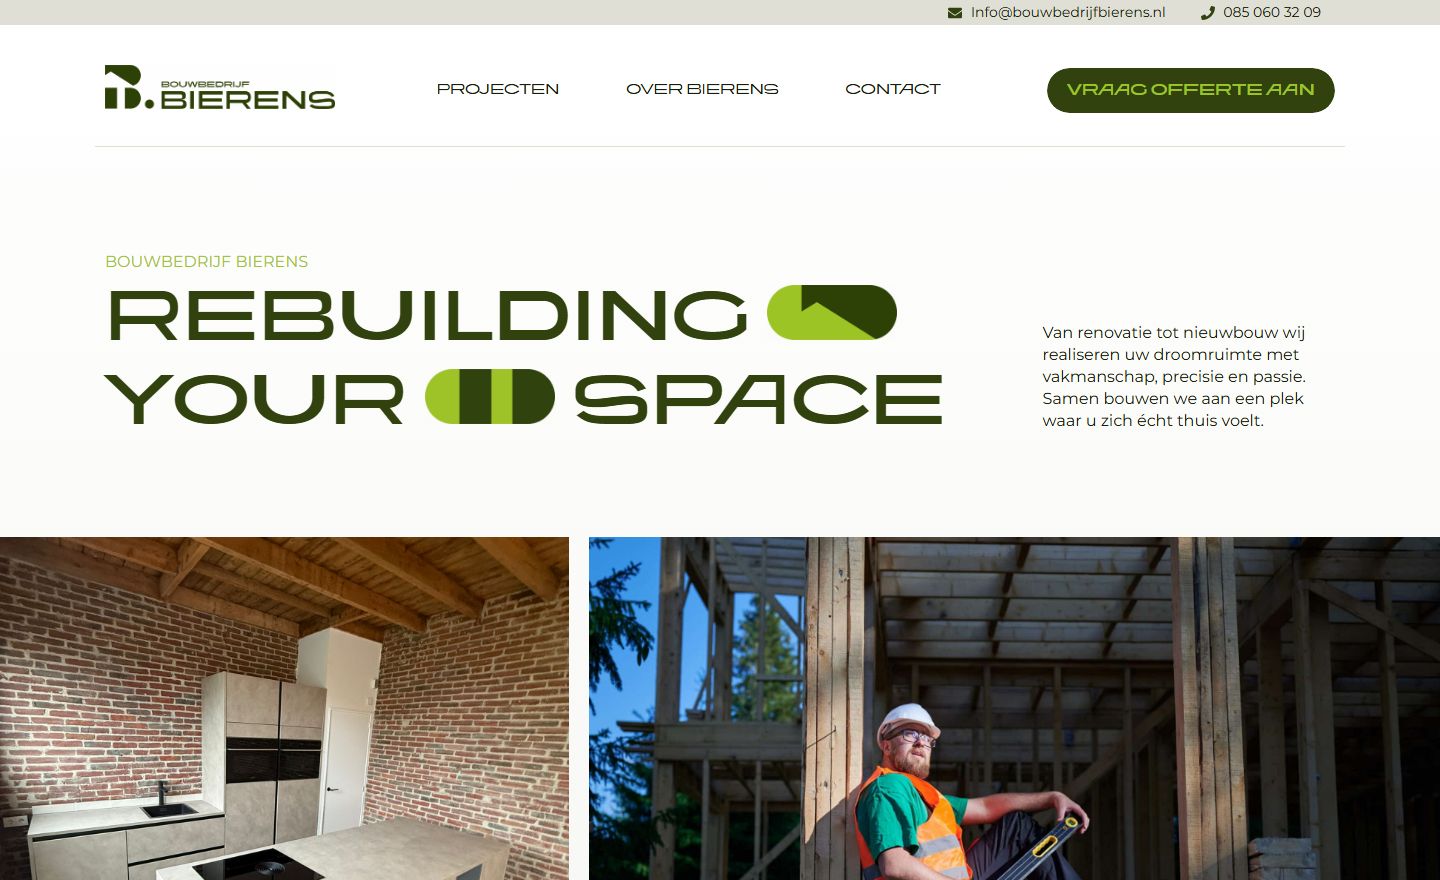 Info@bouwbedrijfbierens.nl 085 060 32 09
B. BOUWBEDRIJF
BIERENS
PROJECTEN OVER BIERENS CONTACT VRAAG OFFERTE AAN
BOUWBEDRIJF BIERENS
REBUILDING
YOUR SPACE
Van renovatie tot nieuwbouw wij
realiseren uw droomruimte met
vakmanschap, precisie en passie.
Samen bouwen we aan een plek
waar u zich écht thuis voelt.